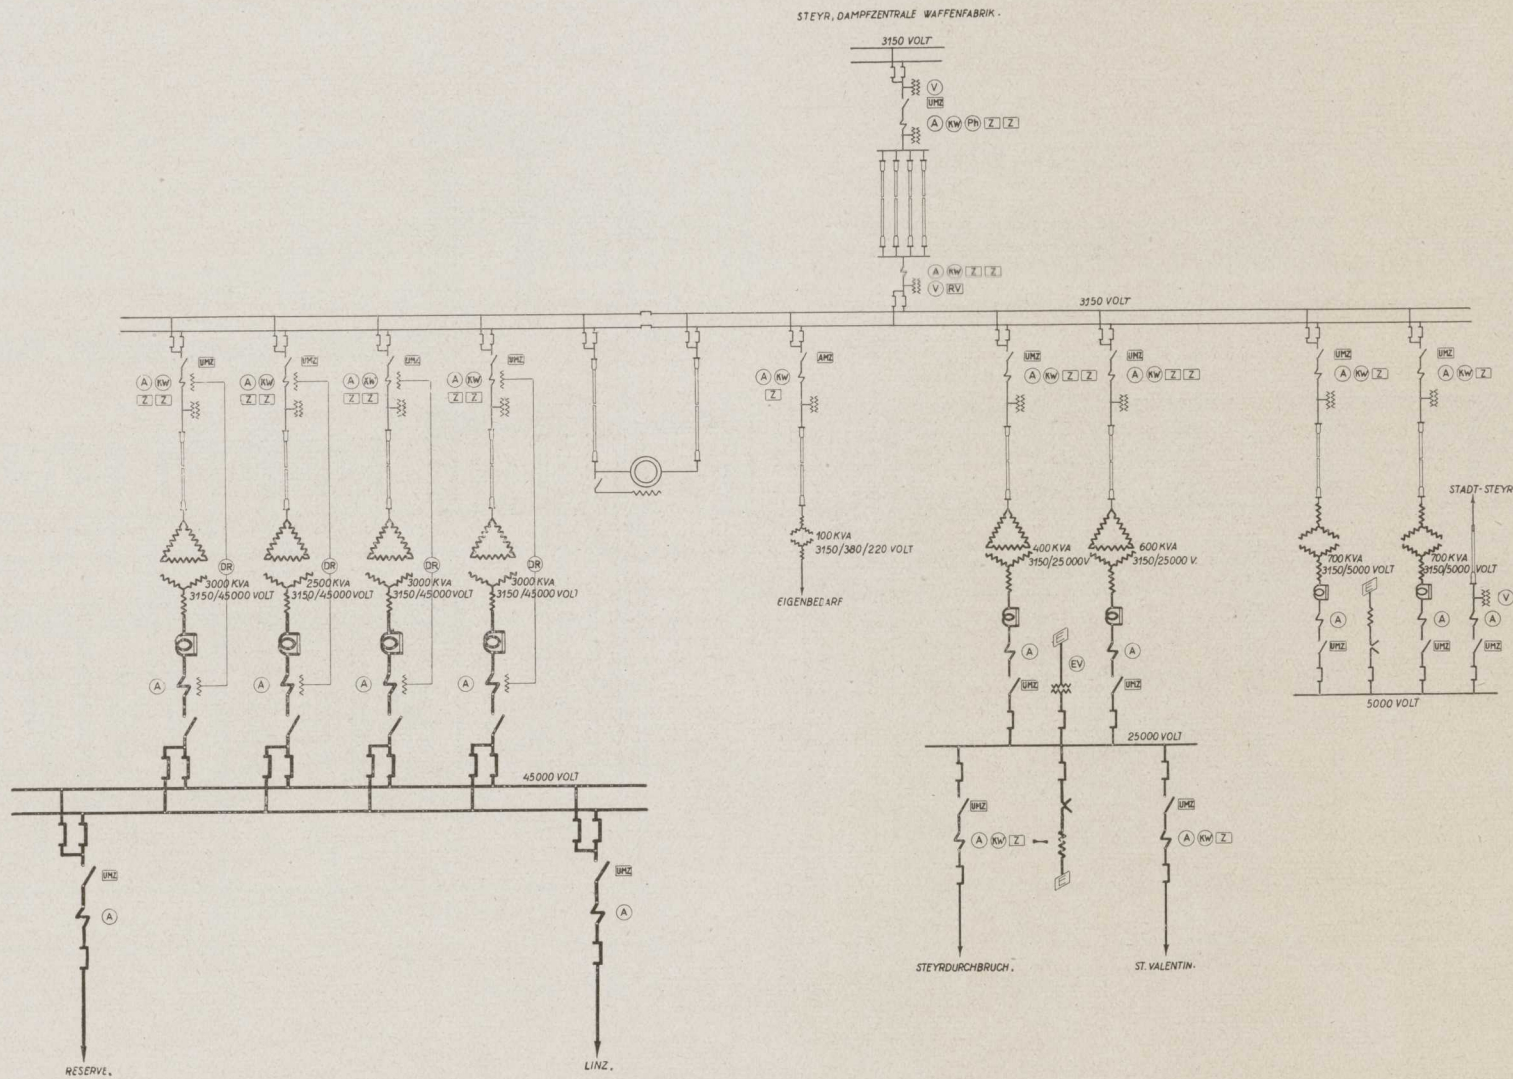 STEYR, DAMPFZENTRALE WAFFENFABRIK.
3150 VOLT
V
UMZ
A KW Ph Z Z
A KW Z Z
V RV
3150 VOLT
UMZ UMZ UMZ UMZ AMZ UMZ UMZ UMZ UMZ
A KW A KW A KW A KW A KW A KW Z Z A KW Z Z A KW Z A KW Z
Z Z Z Z Z Z Z Z Z
STADT-STEYR
100 KVA
3150/380/220 VOLT
400 KVA
3150/25000 V
600 KVA
3150/25000 V.
700 KVA
3150/5000 VOLT
700 KVA
3150/5000 VOLT
DR DR DR DR
3000 KVA
3150/45000 VOLT
2500 KVA
3150/45000 VOLT
3000 KVA
3150/45000 VOLT
3000 KVA
3150/45000 VOLT
EIGENBEDARF
E V
A A A
E
A A
UMZ UMZ UMZ
EV
A A A A
UMZ UMZ
5000 VOLT
25000 VOLT
45000 VOLT
UMZ UMZ
A KW Z A KW Z
UMZ UMZ
E
A A
STEYRDURCHBRUCH.
ST. VALENTIN.
RESERVE.
LINZ.